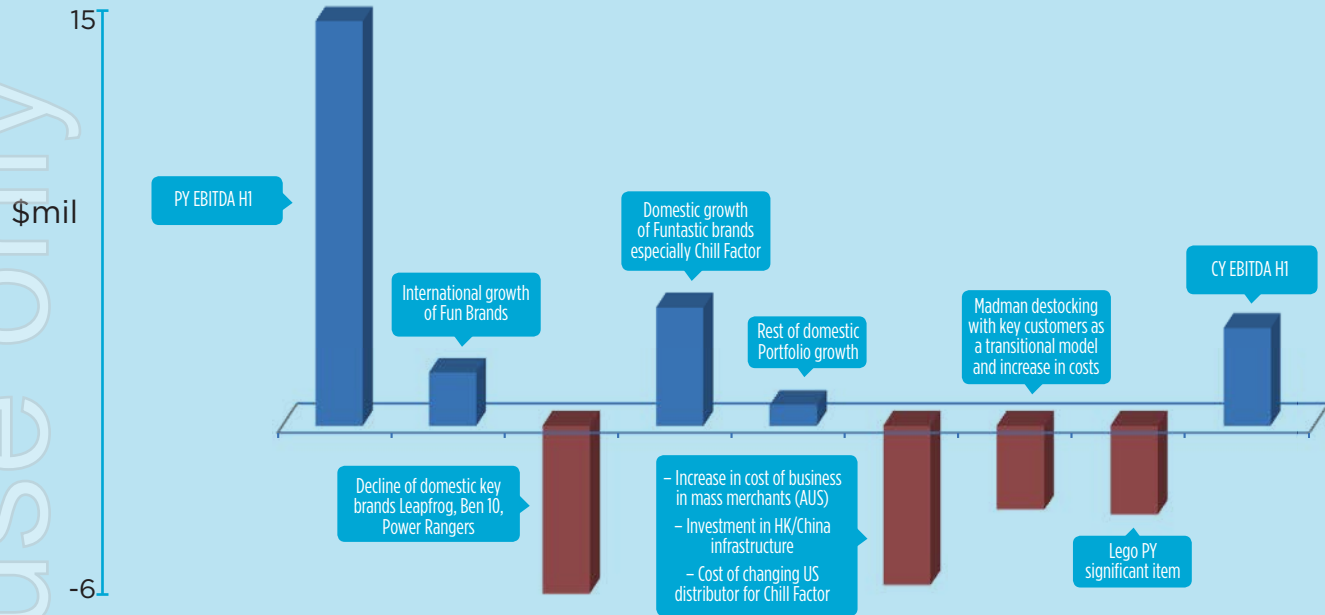 15
$mil
-6
use only
PY EBITDA H1
International growth
of Fun Brands
Decline of domestic key
brands Leapfrog, Ben 10,
Power Rangers
Domestic growth
of Funtastic brands
especially Chill Factor
Rest of domestic
Portfolio growth
– Increase in cost of business
in mass merchants (AUS)
– Investment in HK/China
infrastructure
– Cost of changing US
distributor for Chill Factor
Madman destocking
with key customers as
a transitional model
and increase in costs
Lego PY
significant item
CY EBITDA H1